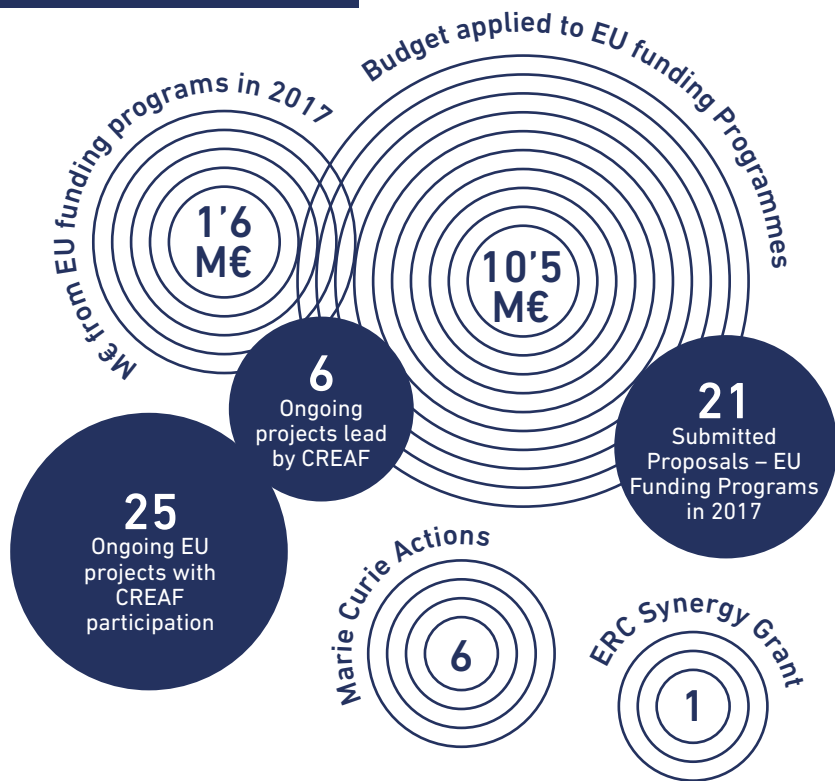 M€ from EU funding programs in 2017
1'6
M€
Budget applied to EU funding Programmes
10'5
M€
6
Ongoing
projects lead
by CREAF
21
Submitted
Proposals – EU
Funding Programs
in 2017
25
Ongoing EU
projects with
CREAF
participation
Marie Curie Actions
6
ERC Synergy Grant
1